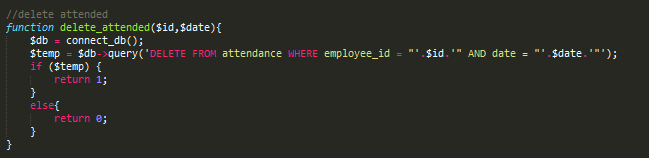 //delete attended
function delete_attended($id,$date){
    $db = connect_db();
    $temp = $db->query('DELETE FROM attendance WHERE employee_id = "'.$id.'" AND date = "'.$date.'"');
    if ($temp) {
        return 1;
    }
    else{
        return 0;
    }
}